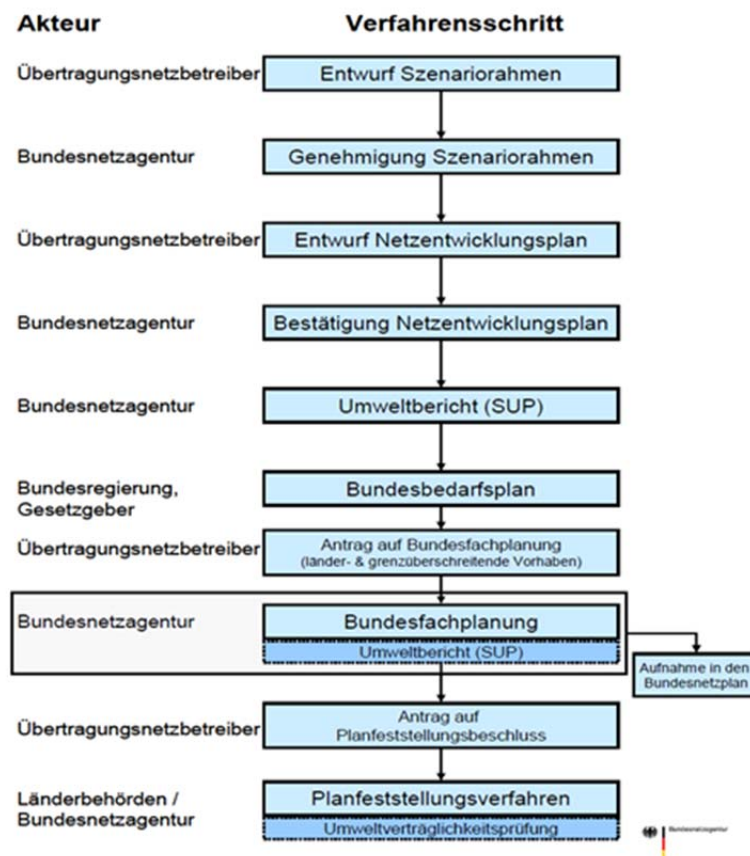 Akteur Verfahrensschritt
Übertragungsnetzbetreiber Entwurf Szenariorahmen
Bundesnetzagentur Genehmigung Szenariorahmen
Übertragungsnetzbetreiber Entwurf Netzentwicklungsplan
Bundesnetzagentur Bestätigung Netzentwicklungsplan
Bundesnetzagentur Umweltbericht (SUP)
Bundesregierung,
Gesetzgeber
Bundesbedarfsplan
Übertragungsnetzbetreiber
Antrag auf Bundesfachplanung
(länder- & grenzüberschreitende Vorhaben)
Bundesnetzagentur Bundesfachplanung
Umweltbericht (SUP)
Aufnahme in den
Bundesnetzplan
Übertragungsnetzbetreiber
Antrag auf
Planfeststellungsbeschluss
Länderbehörden /
Bundesnetzagentur
Planfeststellungsverfahren
Umweltverträglichkeitsprüfung
Bundesnetzagentur